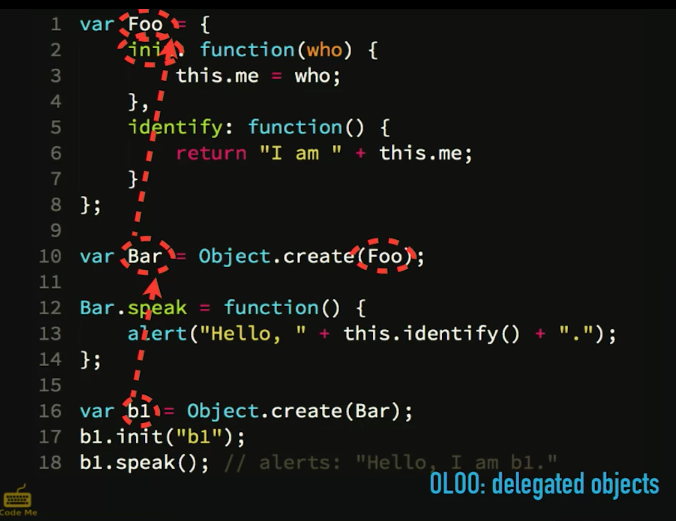 1 var Foo = {
2 init: function(who) {
3 this.me = who;
4 },
5 identify: function() {
6 return "I am " + this.me;
7 }
8 };
9
10 var Bar = Object.create(Foo);
11
12 Bar.speak = function() {
13 alert("Hello, " + this.identify() + ".");
14 };
15
16 var b1 = Object.create(Bar);
17 b1.init("b1");
18 b1.speak(); // alerts: "Hello, I am b1."
OLOO: delegated objects
Code Me